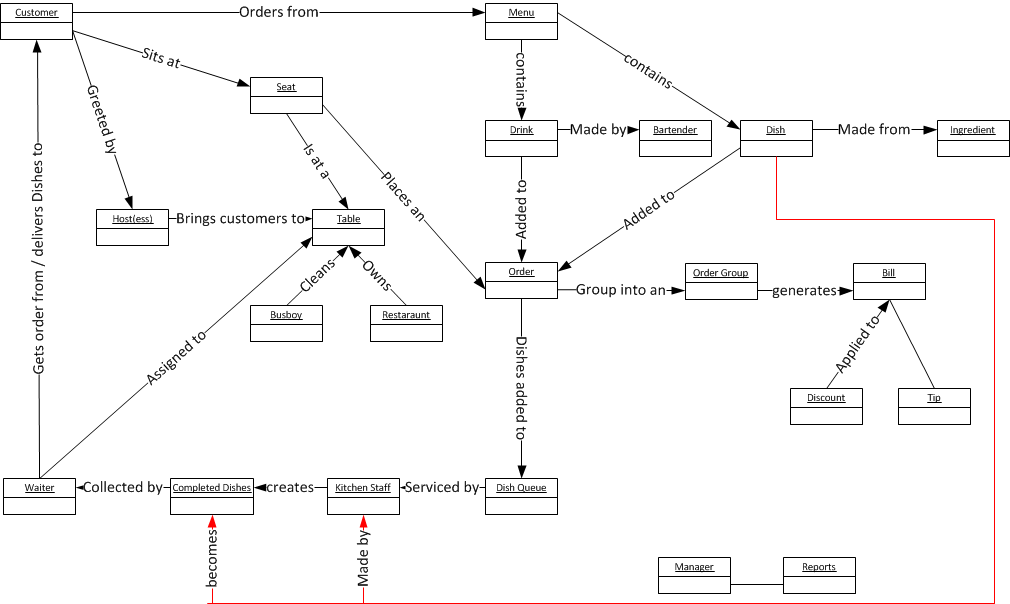 Customer
Orders from
Menu
Sits at
contains
contains
Seat
Greeted by
Drink
Made by
Bartender
Dish
Made from
Ingredient
Is at a
Places an
Added to
Added to
Gets order from / delivers Dishes to
Host(ess)
Brings customers to
Table
Cleans
Owns
Order
Group into an
Order Group
generates
Bill
Busboy
Restaraunt
Assigned to
Dishes added to
Applied to
Discount
Tip
Waiter
Collected by
Completed Dishes
creates
Kitchen Staff
Serviced by
Dish Queue
becomes
Made by
Manager
Reports